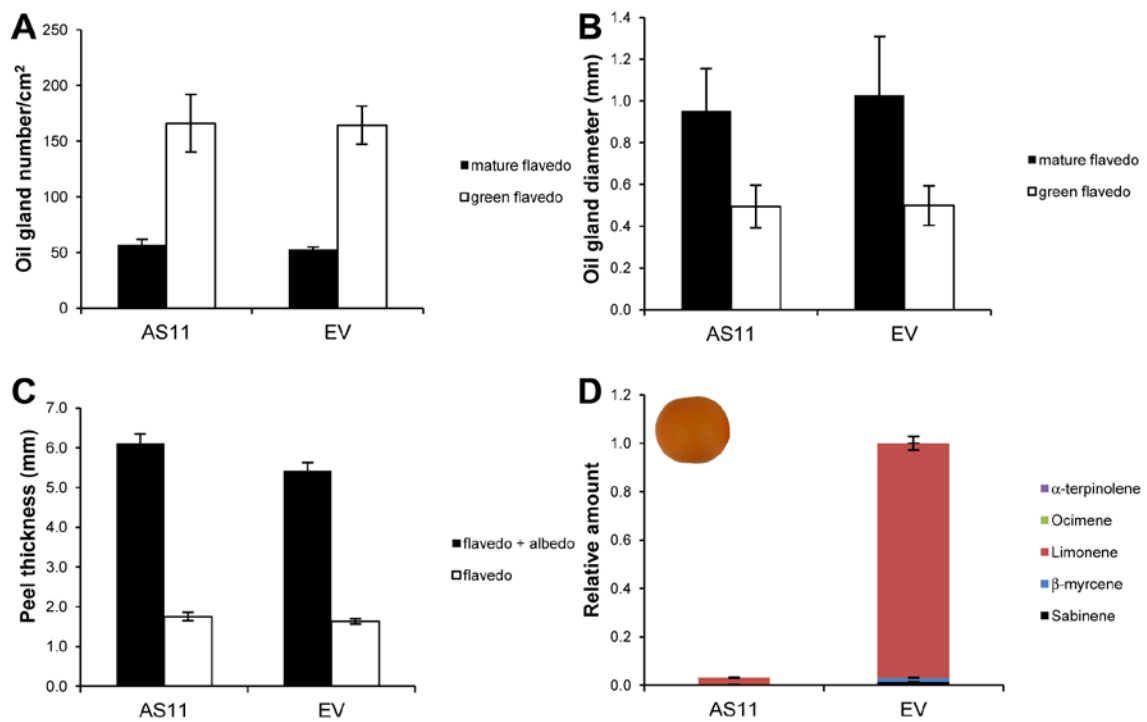 A
Oil gland number/cm²
250
200
150
100
50
0
AS11 EV
mature flavedo
green flavedo
B
Oil gland diameter (mm)
1.4
1.2
1.0
0.8
0.6
0.4
0.2
0.0
AS11 EV
mature flavedo
green flavedo
C
Peel thickness (mm)
7.0
6.0
5.0
4.0
3.0
2.0
1.0
0.0
AS11 EV
flavedo + albedo
flavedo
D
Relative amount
1.2
1.0
0.8
0.6
0.4
0.2
0.0
AS11 EV
α-terpinolene
Ocimene
Limonene
β-myrcene
Sabinene